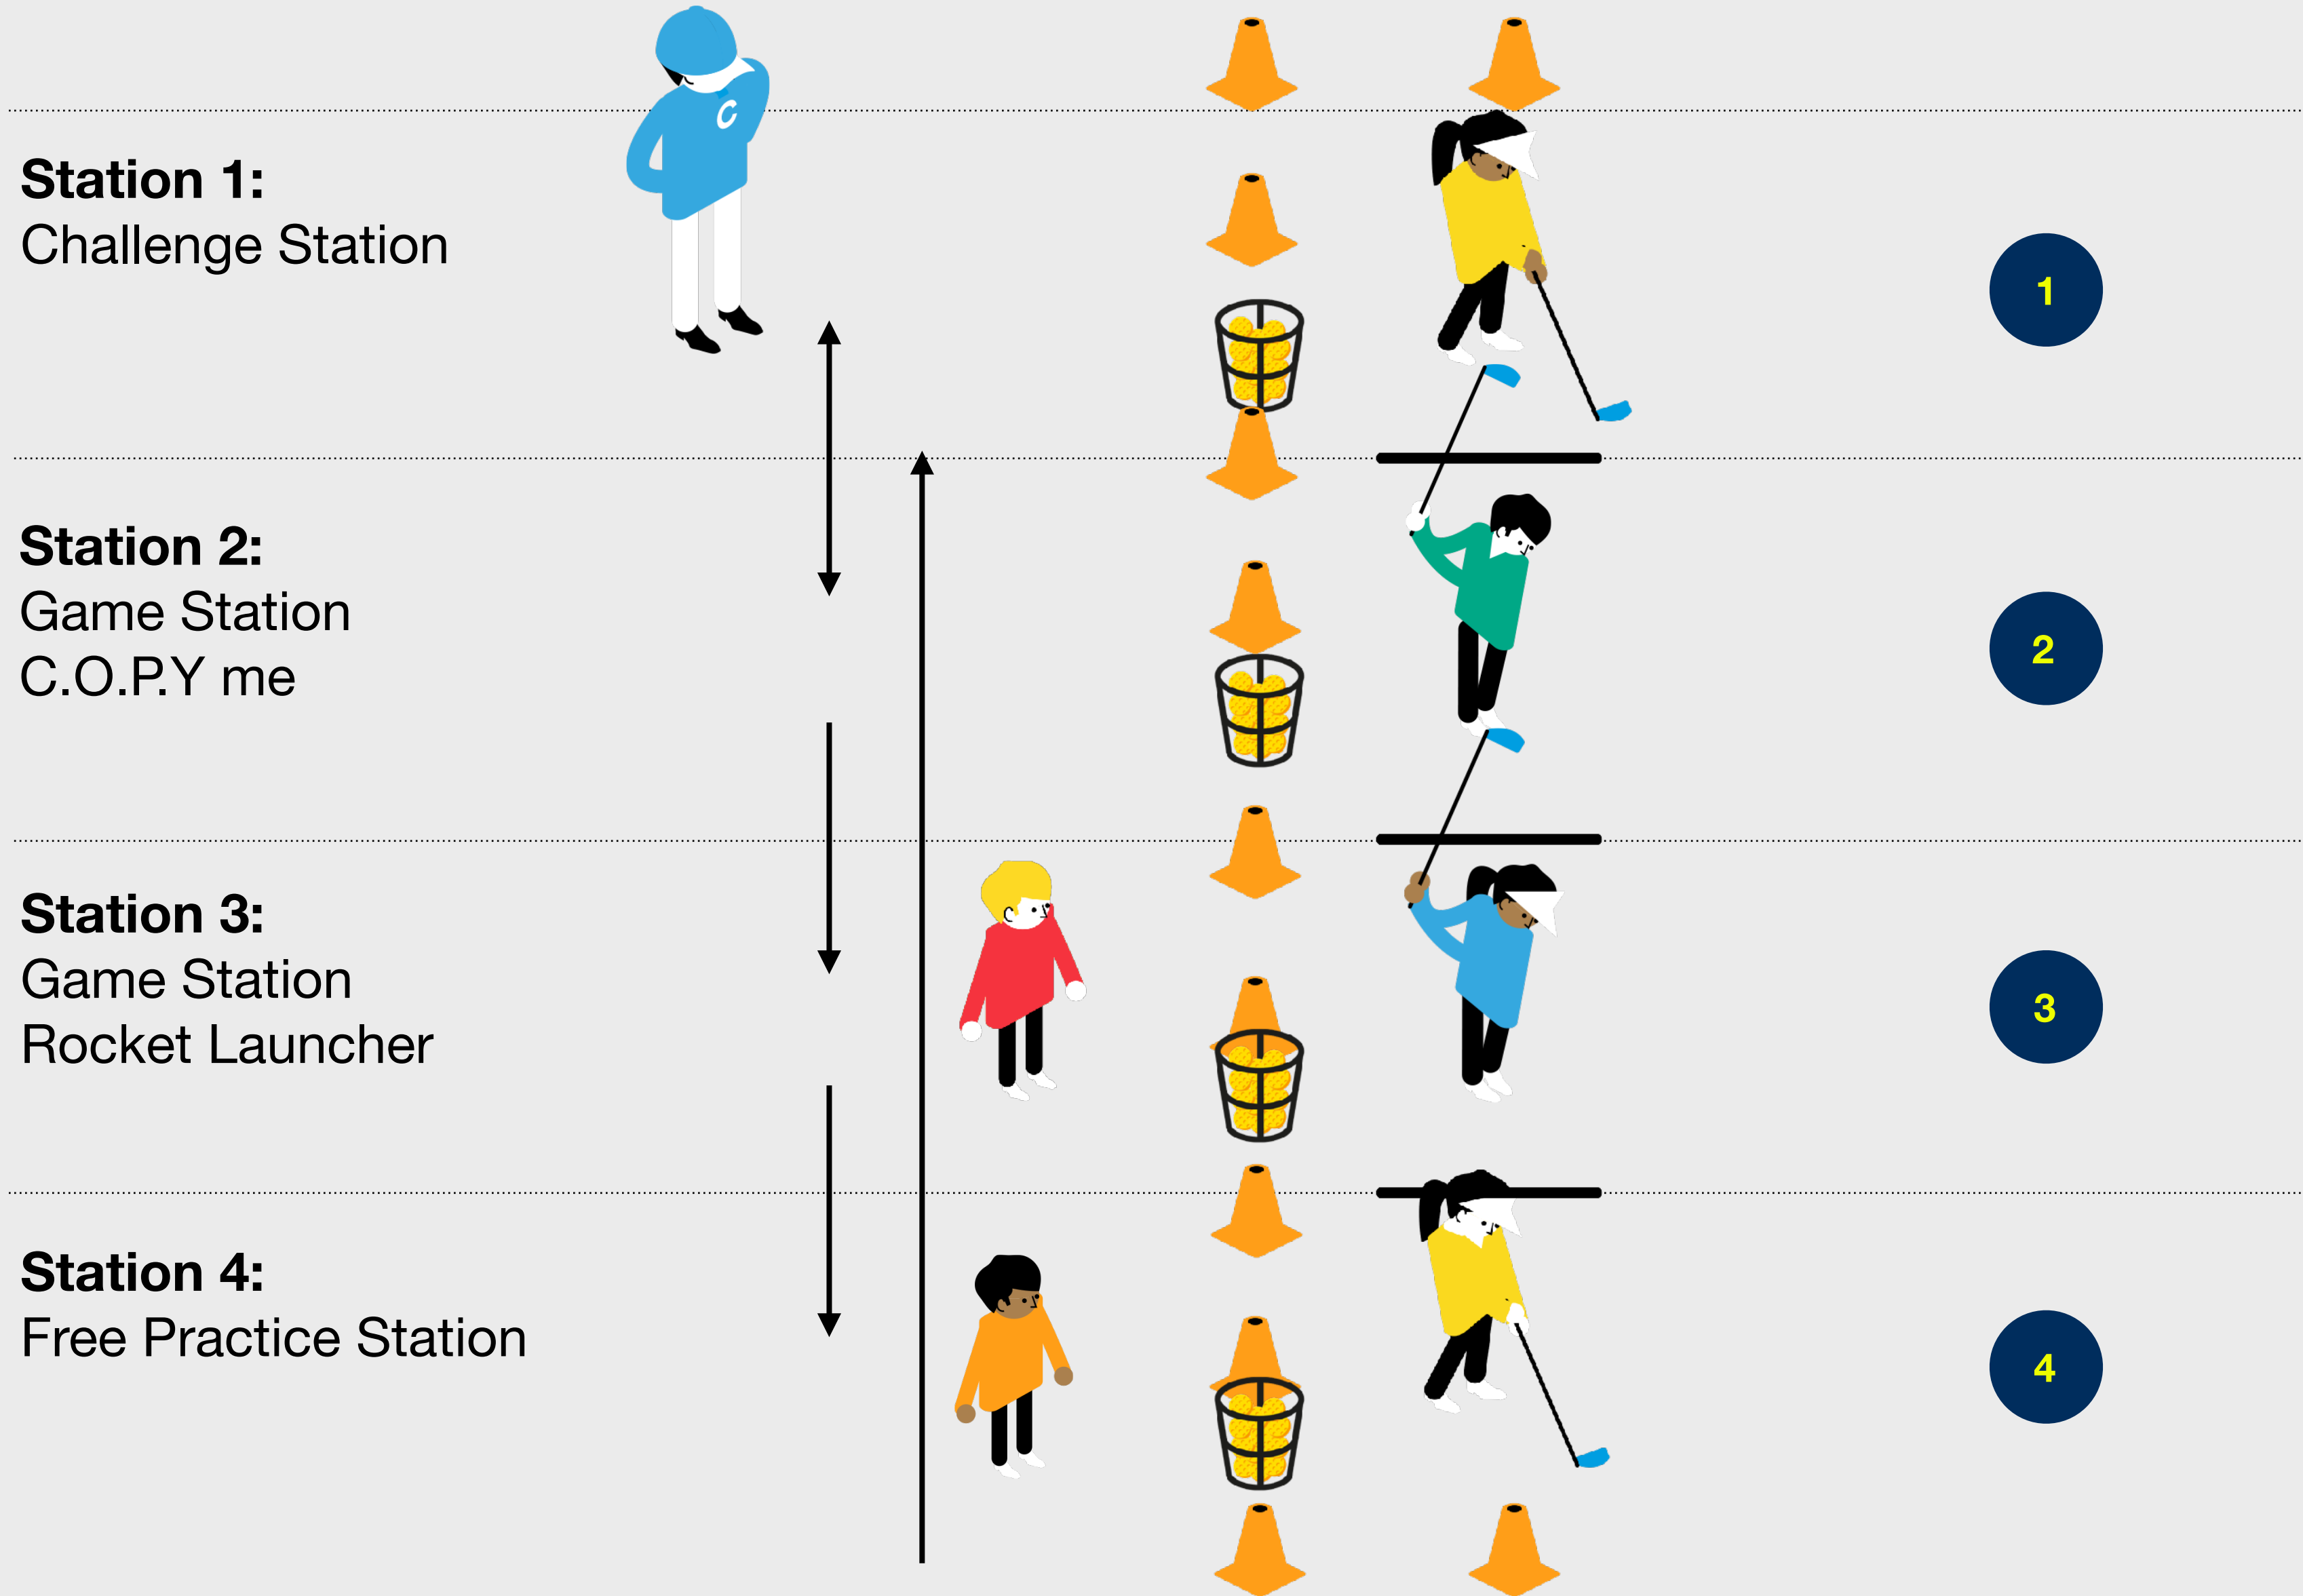 Station 1:
Challenge Station
C
1
Station 2:
Game Station
C.O.P.Y me
2
Station 3:
Game Station
Rocket Launcher
3
Station 4:
Free Practice Station
4